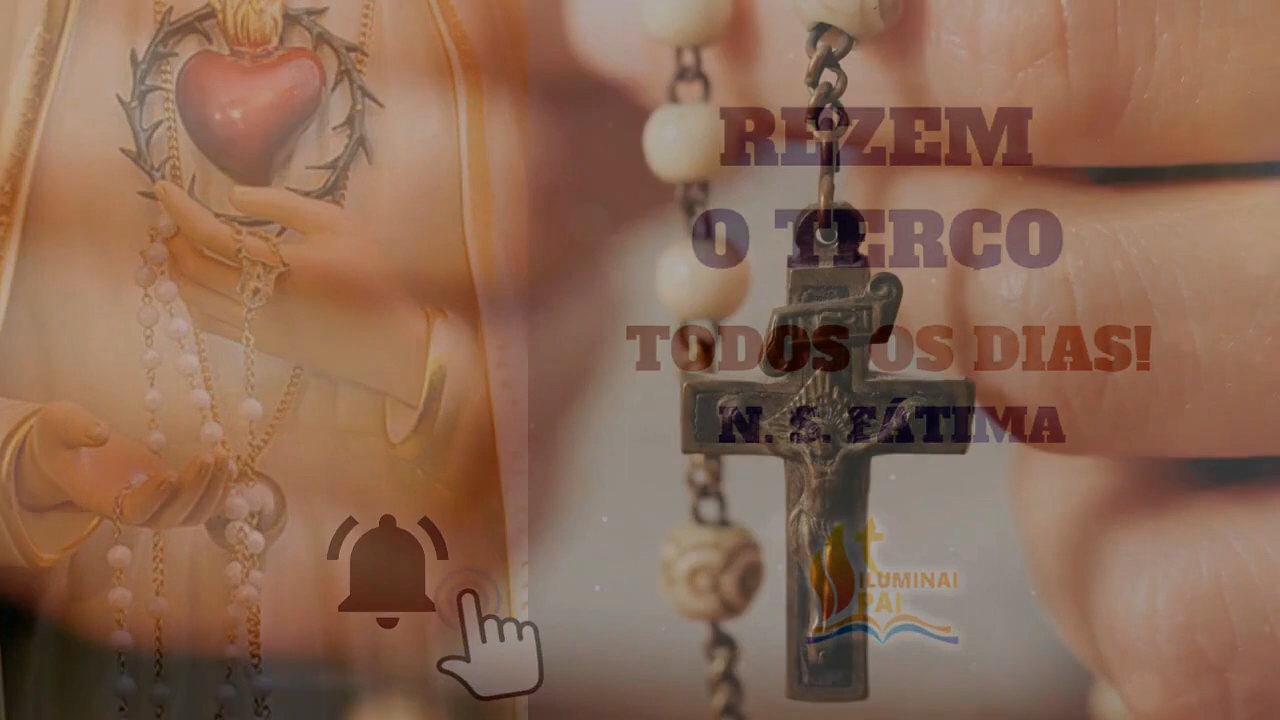 REZEM
O TERÇO
TODOS OS DIAS!
N. S. FÁTIMA
ILUMINAI
PAI